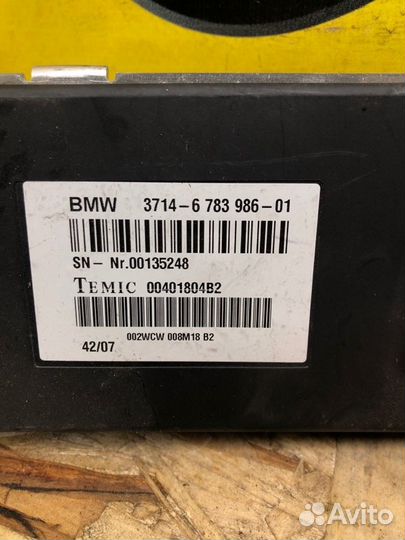 BMW 3714-6 783 986-01
SN- Nr.00135248
TEMIC 00401804B2
002WCW 008M18 B2
42/07
Avito